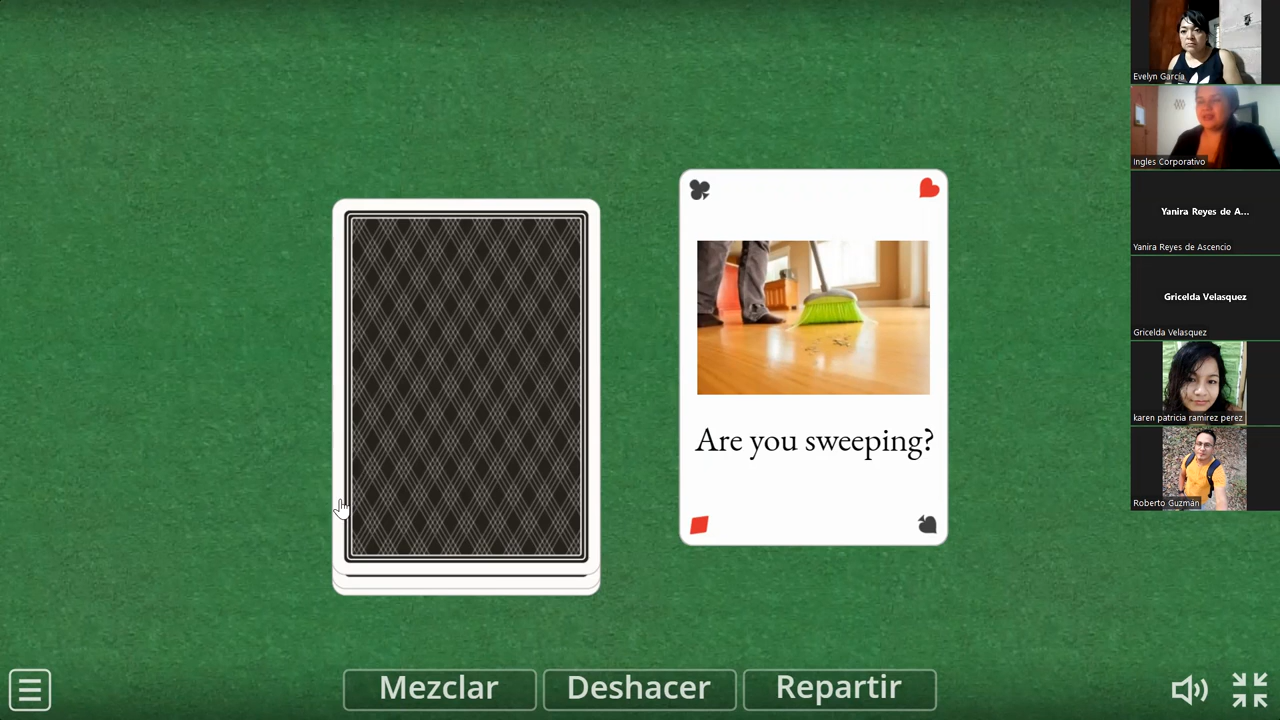 Evelyn García
Ingles Corporativo
Yanira Reyes de A...
Yanira Reyes de Ascencio
Gricelda Velasquez
Gricelda Velasquez
karen patricia ramirez perez
Roberto Guzmán
Are you sweeping?
Mezclar
Deshacer
Repartir